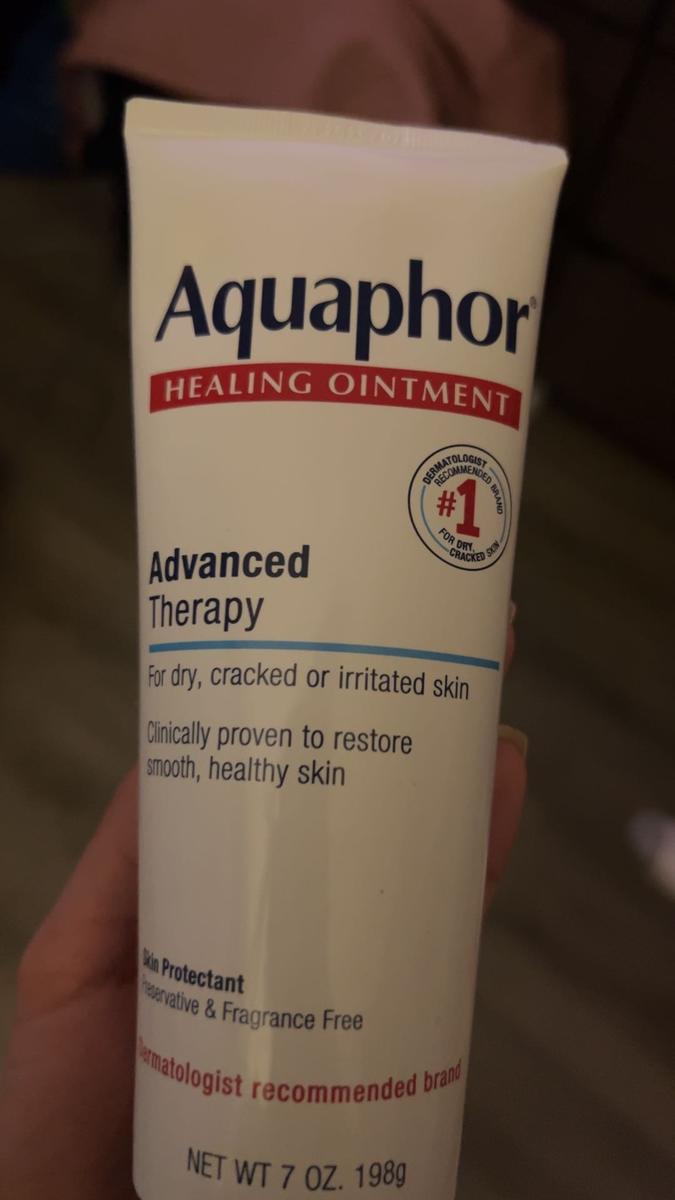 Aquaphor®
HEALING OINTMENT
DERMATOLOGIST
RECOMMENDED BRAND
#1
FOR DRY,
CRACKED SKIN
Advanced
Therapy
For dry, cracked or irritated skin
Clinically proven to restore
smooth, healthy skin
Skin Protectant
Preservative & Fragrance Free
Dermatologist recommended brand
NET WT 7 OZ. 198g